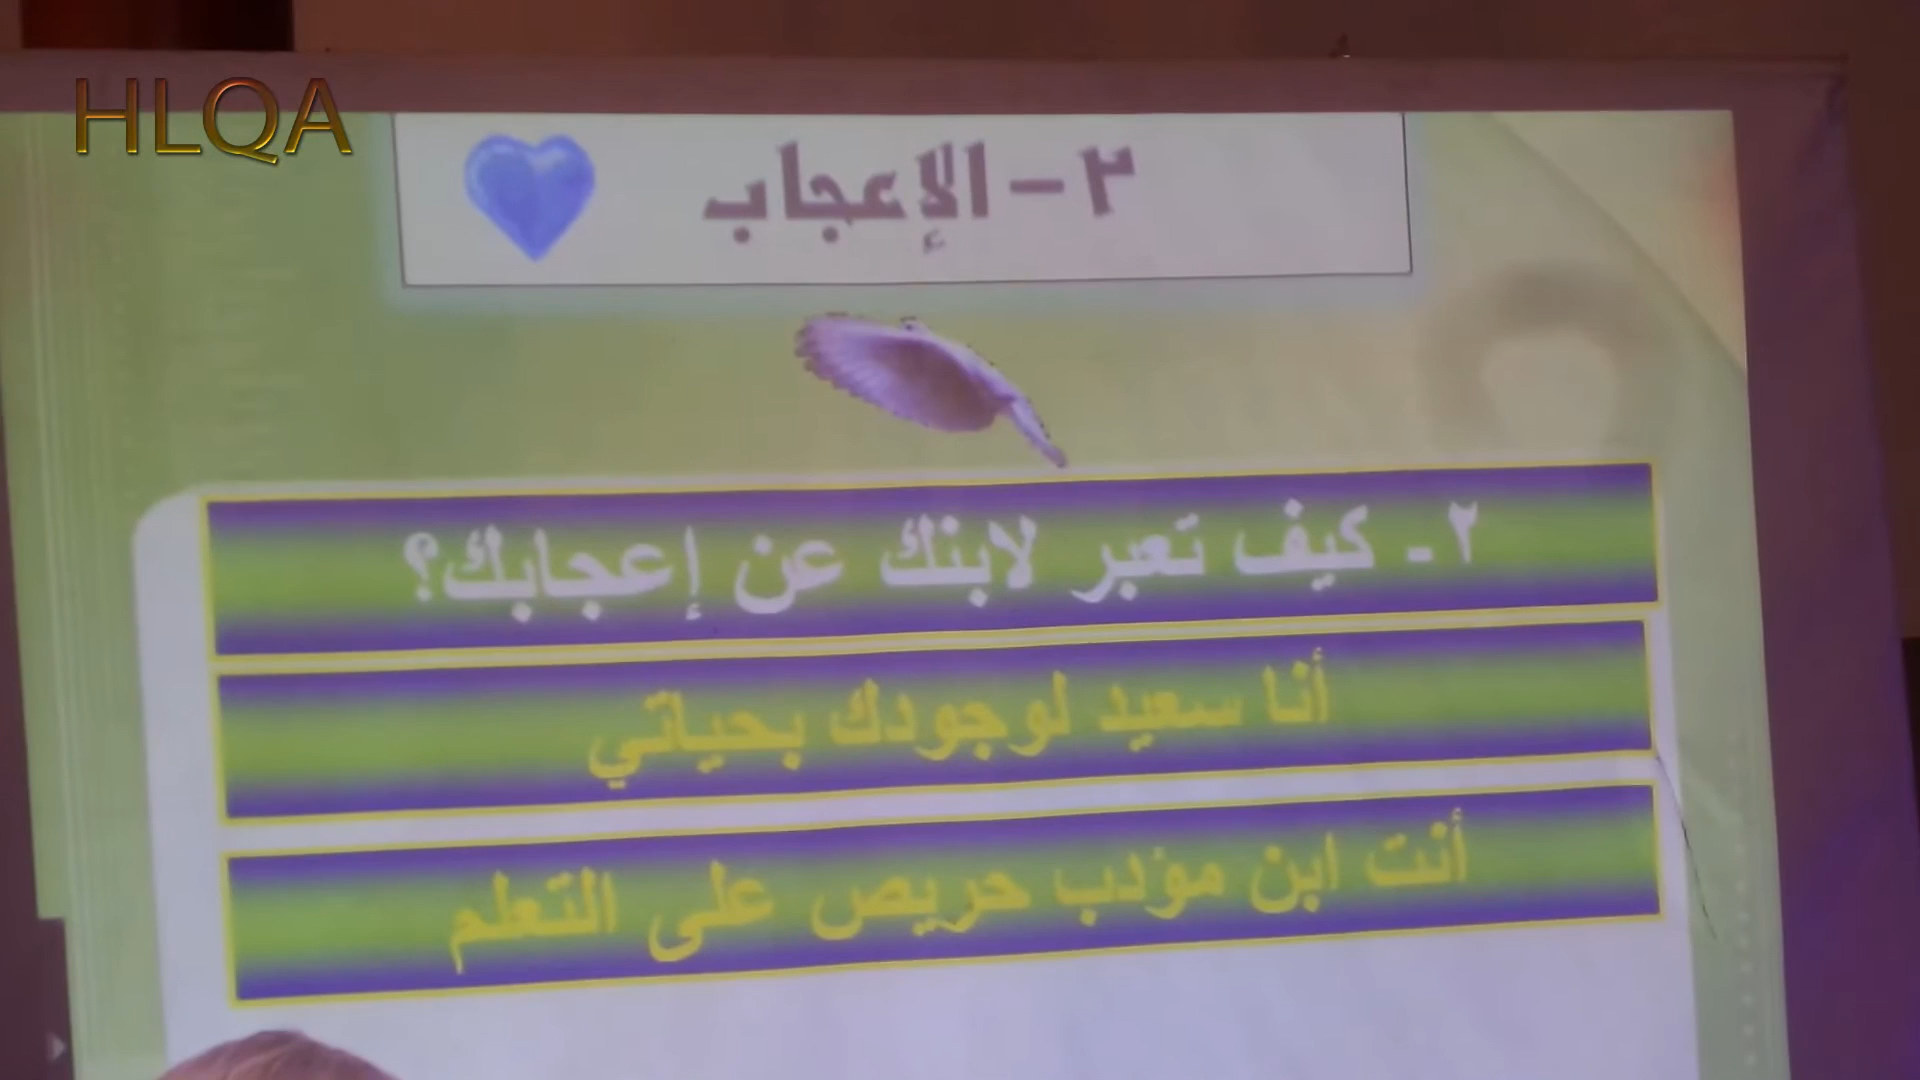 HLQA
٢- الإعجاب
٢- كيف تعبر لابنك عن إعجابك؟
أنا سعيد لوجودك بحياتي
أنت ابن مؤدب حريص على التعلم